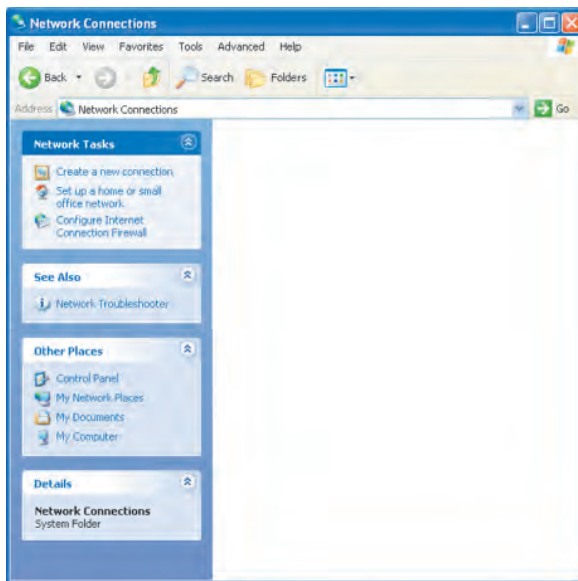 Network Connections
File Edit View Favorites Tools Advanced Help
Back Search Folders
Address Network Connections Go
Network Tasks
Create a new connection
Set up a home or small
office network
Configure Internet
Connection Firewall
See Also
Network Troubleshooter
Other Places
Control Panel
My Network Places
My Documents
My Computer
Details
Network Connections
System Folder